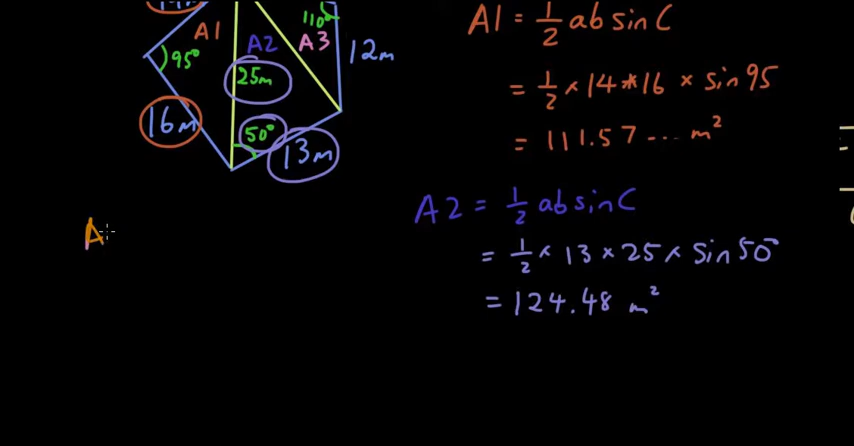 110°
A1
A2
A3
95°
12m
25m
16m
50°
13m
A
A1 = 1/2 ab sin C
= 1/2 × 14*16 × sin 95
= 111.57 ... m²
A2 = 1/2 ab sin C
= 1/2 × 13 × 25 × sin 50°
= 124.48 m²